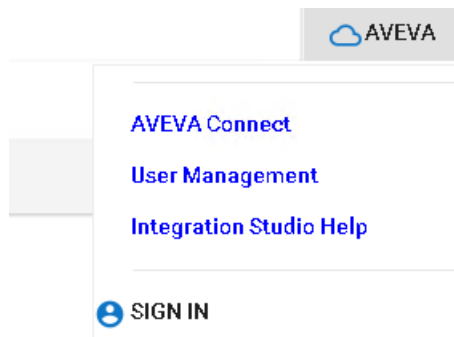 AVEVA
AVEVA Connect
User Management
Integration Studio Help
SIGN IN